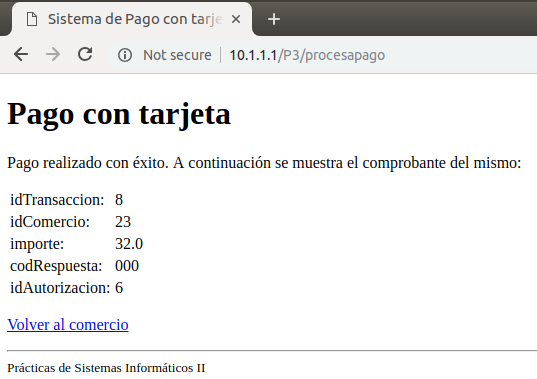 Sistema de Pago con tarje
Not secure 10.1.1.1/P3/procesapago
Pago con tarjeta
Pago realizado con éxito. A continuación se muestra el comprobante del mismo:
idTransaccion: 8
idComercio: 23
importe: 32.0
codRespuesta: 000
idAutorizacion: 6
Volver al comercio
Prácticas de Sistemas Informáticos II